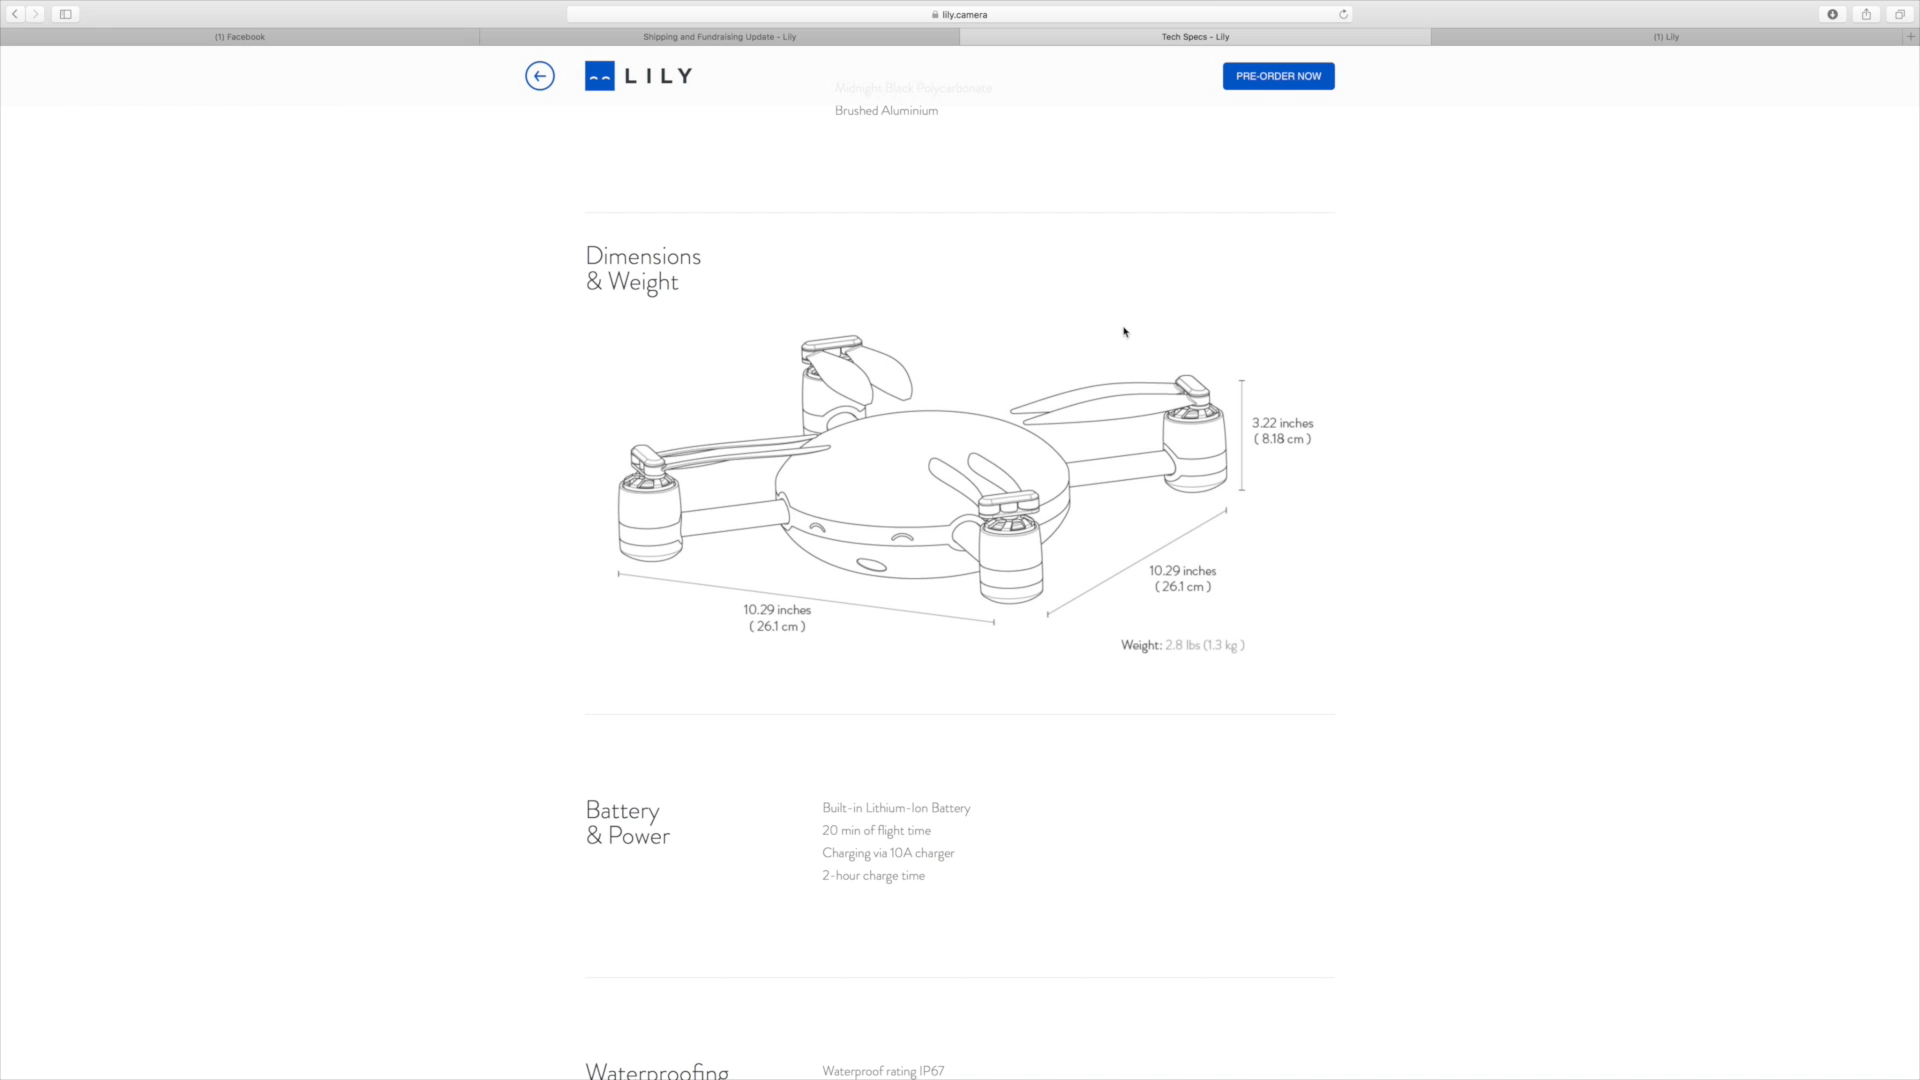 lily.camera
(1) Facebook
Shipping and Fundraising Update - Lily
Tech Specs - Lily
(1) Lily
LILY
PRE-ORDER NOW
Midnight Black Polycarbonate
Brushed Aluminium
Dimensions
& Weight
3.22 inches
( 8.18 cm )
10.29 inches
( 26.1 cm )
10.29 inches
( 26.1 cm )
Weight: 2.8 lbs (1.3 kg )
Battery
& Power
Built-in Lithium-Ion Battery
20 min of flight time
Charging via 10A charger
2-hour charge time
Waterproofing
Waterproof rating IP67